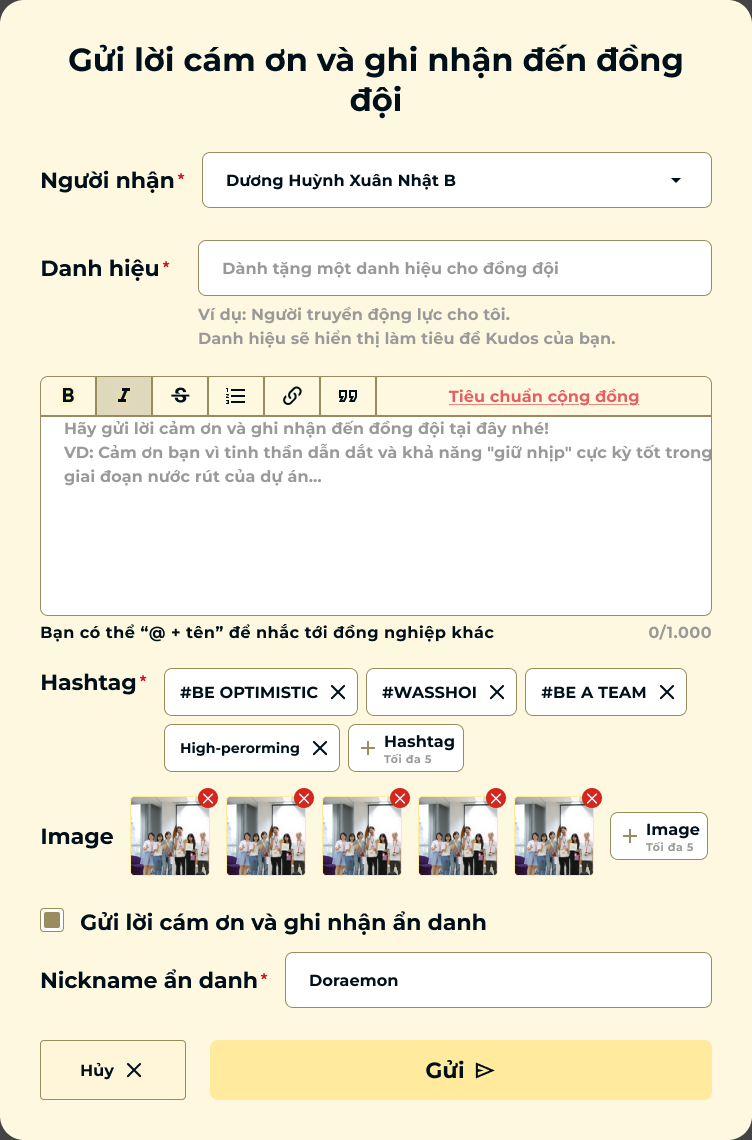 Gửi lời cám ơn và ghi nhận đến đồng
đội
Người nhận*
Dương Huỳnh Xuân Nhật B
Danh hiệu*
Dành tặng một danh hiệu cho đồng đội
Ví dụ: Người truyền động lực cho tôi.
Danh hiệu sẽ hiển thị làm tiêu đề Kudos của bạn.
B I S Tiêu chuẩn cộng đồng
Hãy gửi lời cảm ơn và ghi nhận đến đồng đội tại đây nhé!
VD: Cảm ơn bạn vì tinh thần dẫn dắt và khả năng "giữ nhịp" cực kỳ tốt trong
giai đoạn nước rút của dự án...
Bạn có thể “@ + tên” để nhắc tới đồng nghiệp khác
0/1.000
Hashtag*
#BE OPTIMISTIC
#WASSHOI
#BE A TEAM
High-perorming
Hashtag
Tối đa 5
Image
Image
Tối đa 5
Gửi lời cám ơn và ghi nhận ẩn danh
Nickname ẩn danh*
Doraemon
Hủy
Gửi